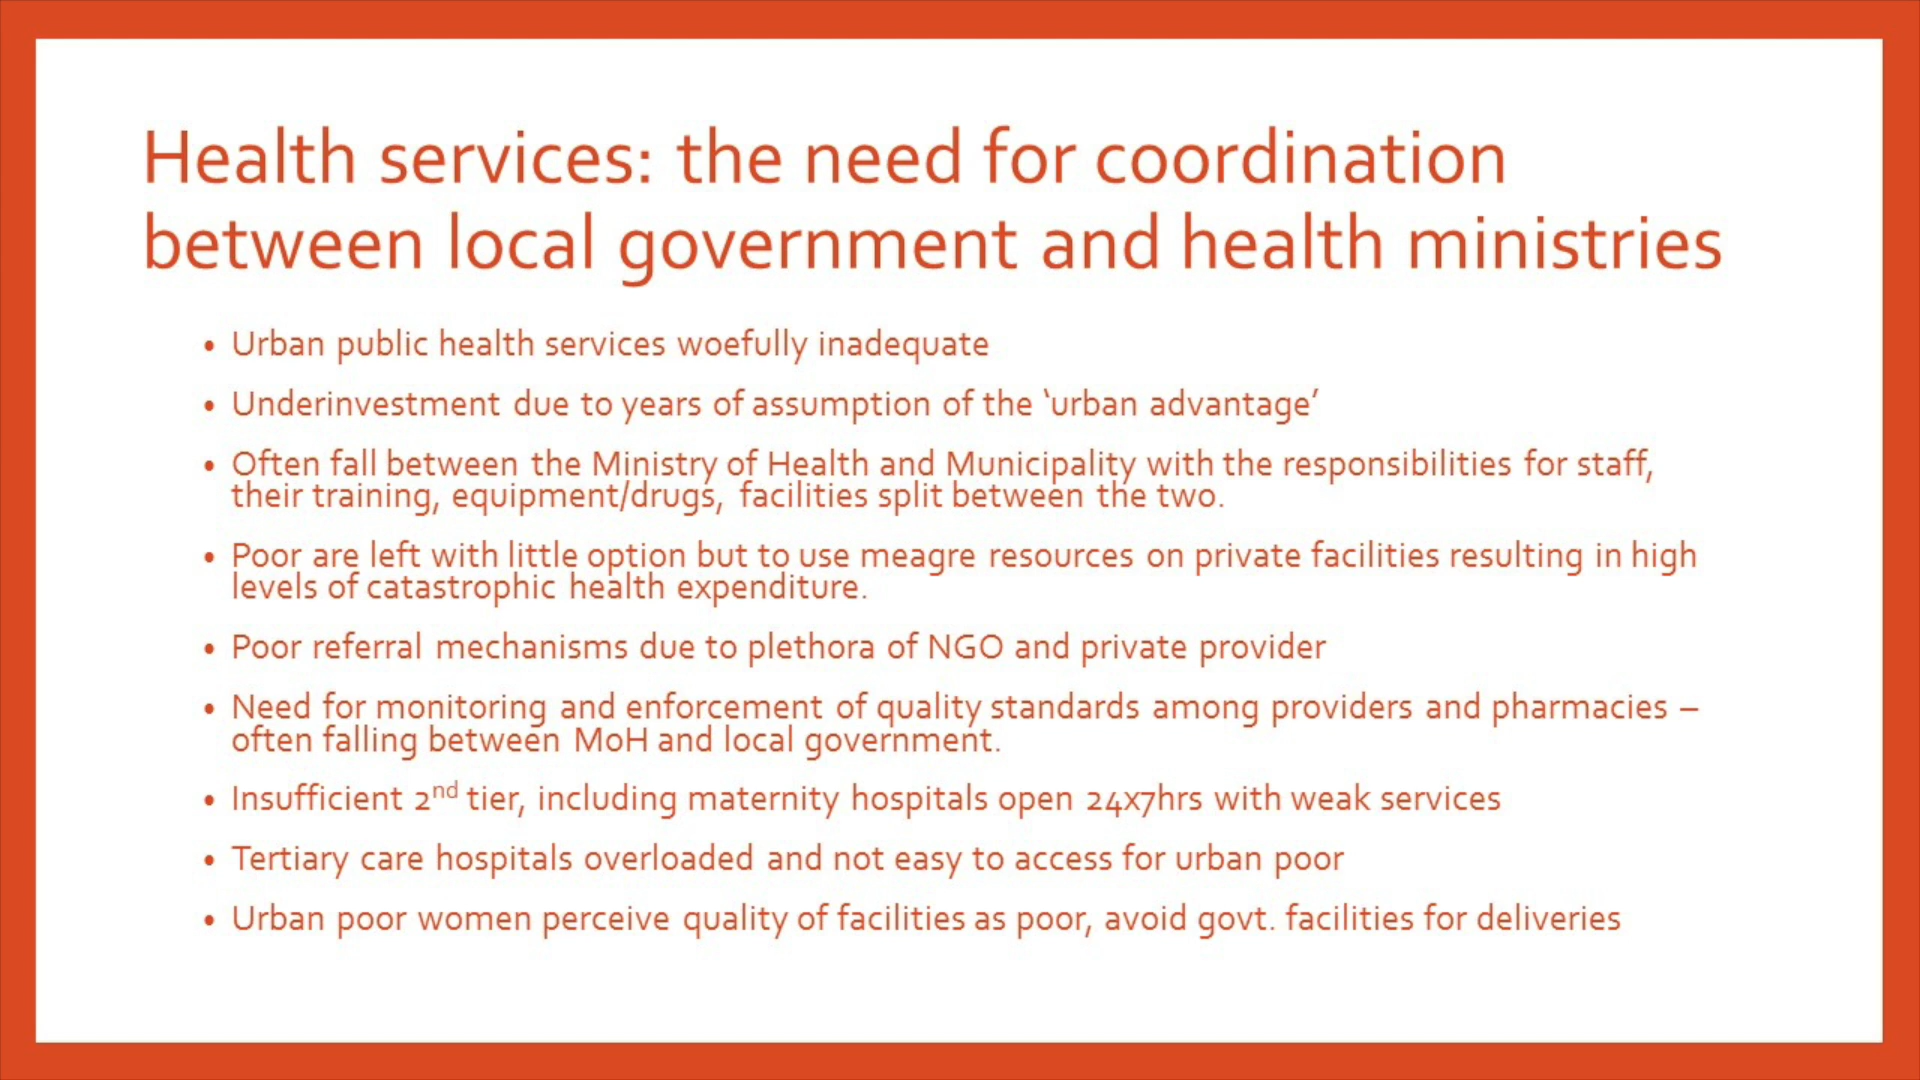 Health services: the need for coordination
between local government and health ministries
• Urban public health services woefully inadequate
• Underinvestment due to years of assumption of the ‘urban advantage’
• Often fall between the Ministry of Health and Municipality with the responsibilities for staff,
their training, equipment/drugs, facilities split between the two.
• Poor are left with little option but to use meagre resources on private facilities resulting in high
levels of catastrophic health expenditure.
• Poor referral mechanisms due to plethora of NGO and private provider
• Need for monitoring and enforcement of quality standards among providers and pharmacies –
often falling between MoH and local government.
• Insufficient 2nd tier, including maternity hospitals open 24x7hrs with weak services
• Tertiary care hospitals overloaded and not easy to access for urban poor
• Urban poor women perceive quality of facilities as poor, avoid govt. facilities for deliveries